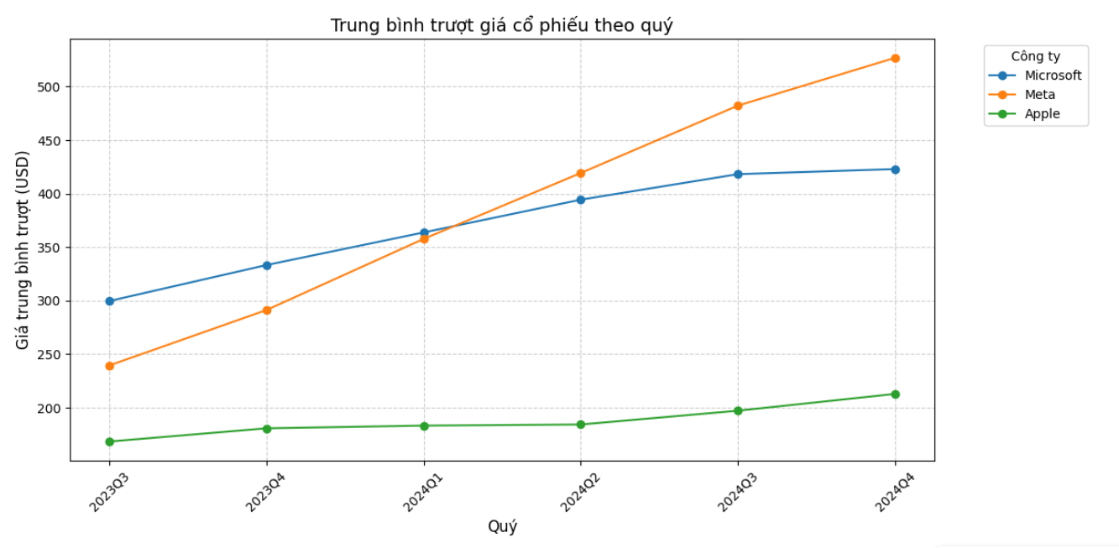 Trung bình trượt giá cổ phiếu theo quý
Công ty
Microsoft
Meta
Apple
Giá trung bình trượt (USD)
500
450
400
350
300
250
200
2023Q3
2023Q4
2024Q1
2024Q2
2024Q3
2024Q4
Quý